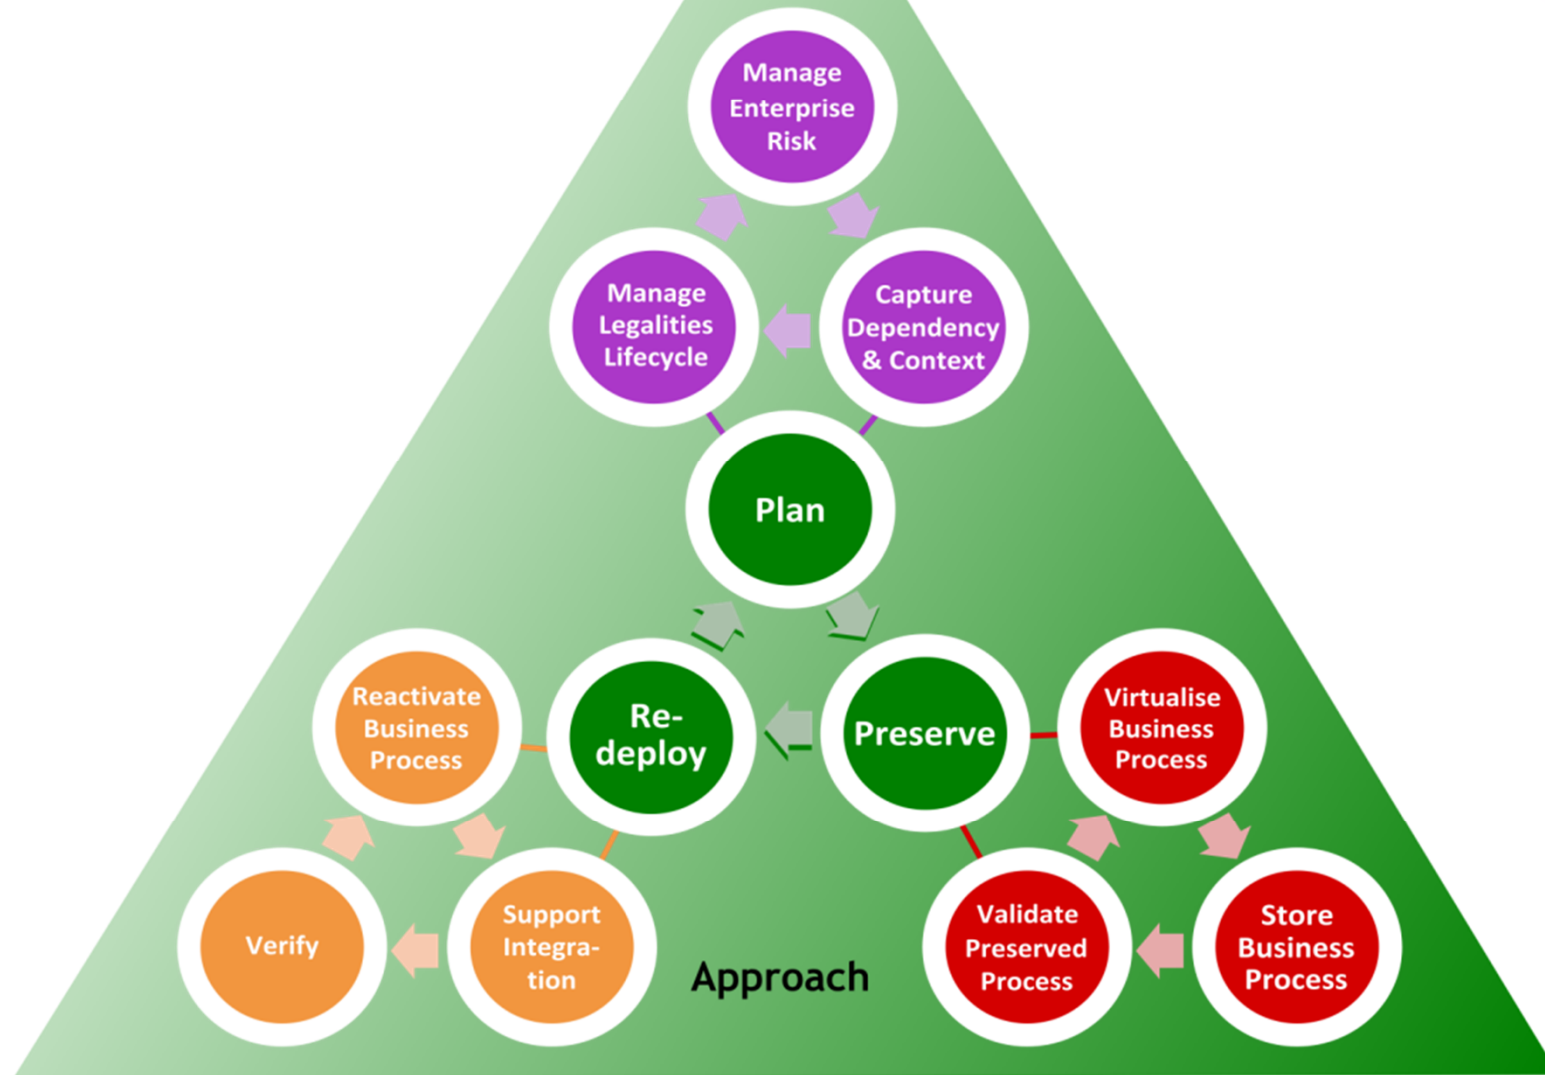 Manage
Enterprise
Risk
Manage
Legalities
Lifecycle
Capture
Dependency
& Context
Plan
Reactivate
Business
Process
Re-
deploy
Preserve
Virtualise
Business
Process
Verify
Support
Integra-
tion
Approach
Validate
Preserved
Process
Store
Business
Process